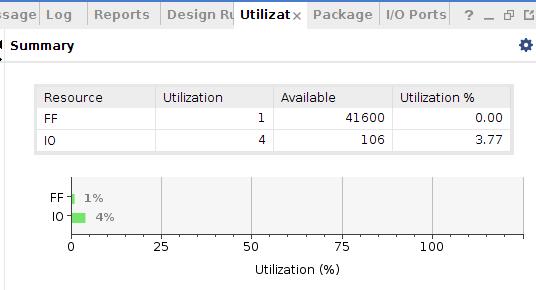 ssage Log Reports Design Ru Utilizat × Package I/O Ports ?
Summary
Resource Utilization Available Utilization %
FF 1 41600 0.00
IO 4 106 3.77
FF 1%
IO 4%
0 25 50 75 100
Utilization (%)